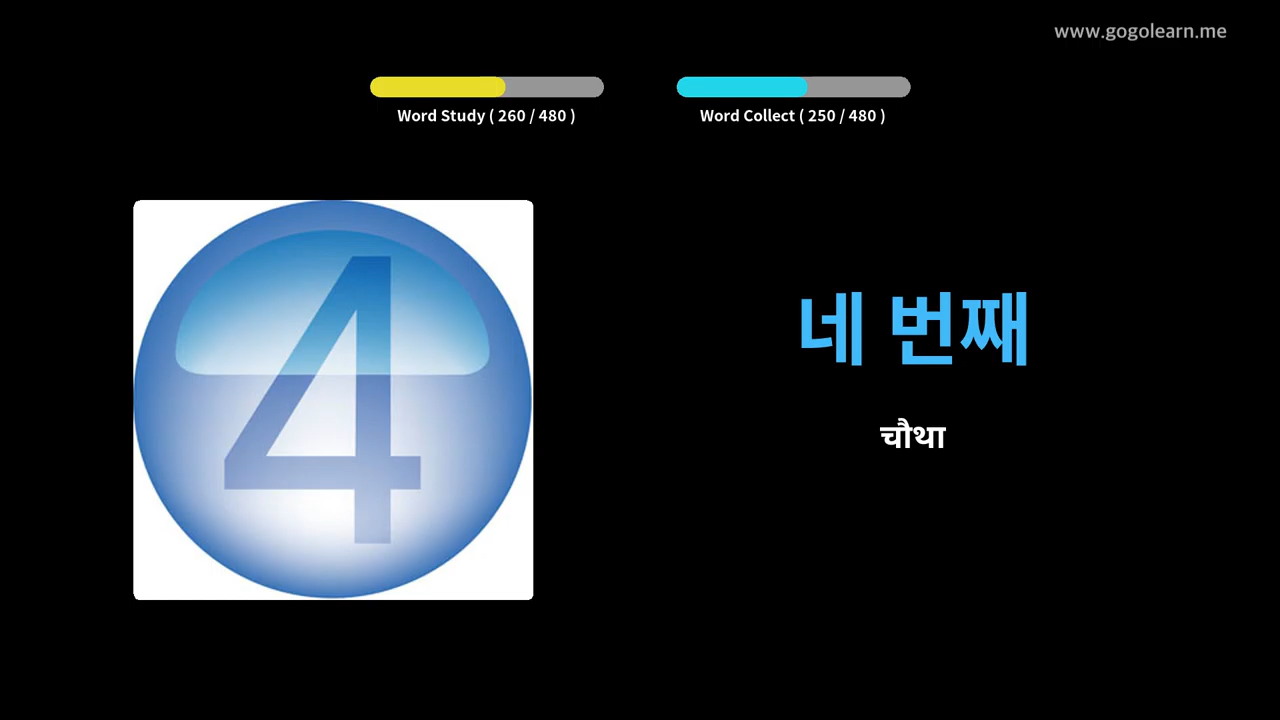 www.gogolearn.me
Word Study ( 260 / 480 )
Word Collect ( 250 / 480 )
4
네 번째
चौथा